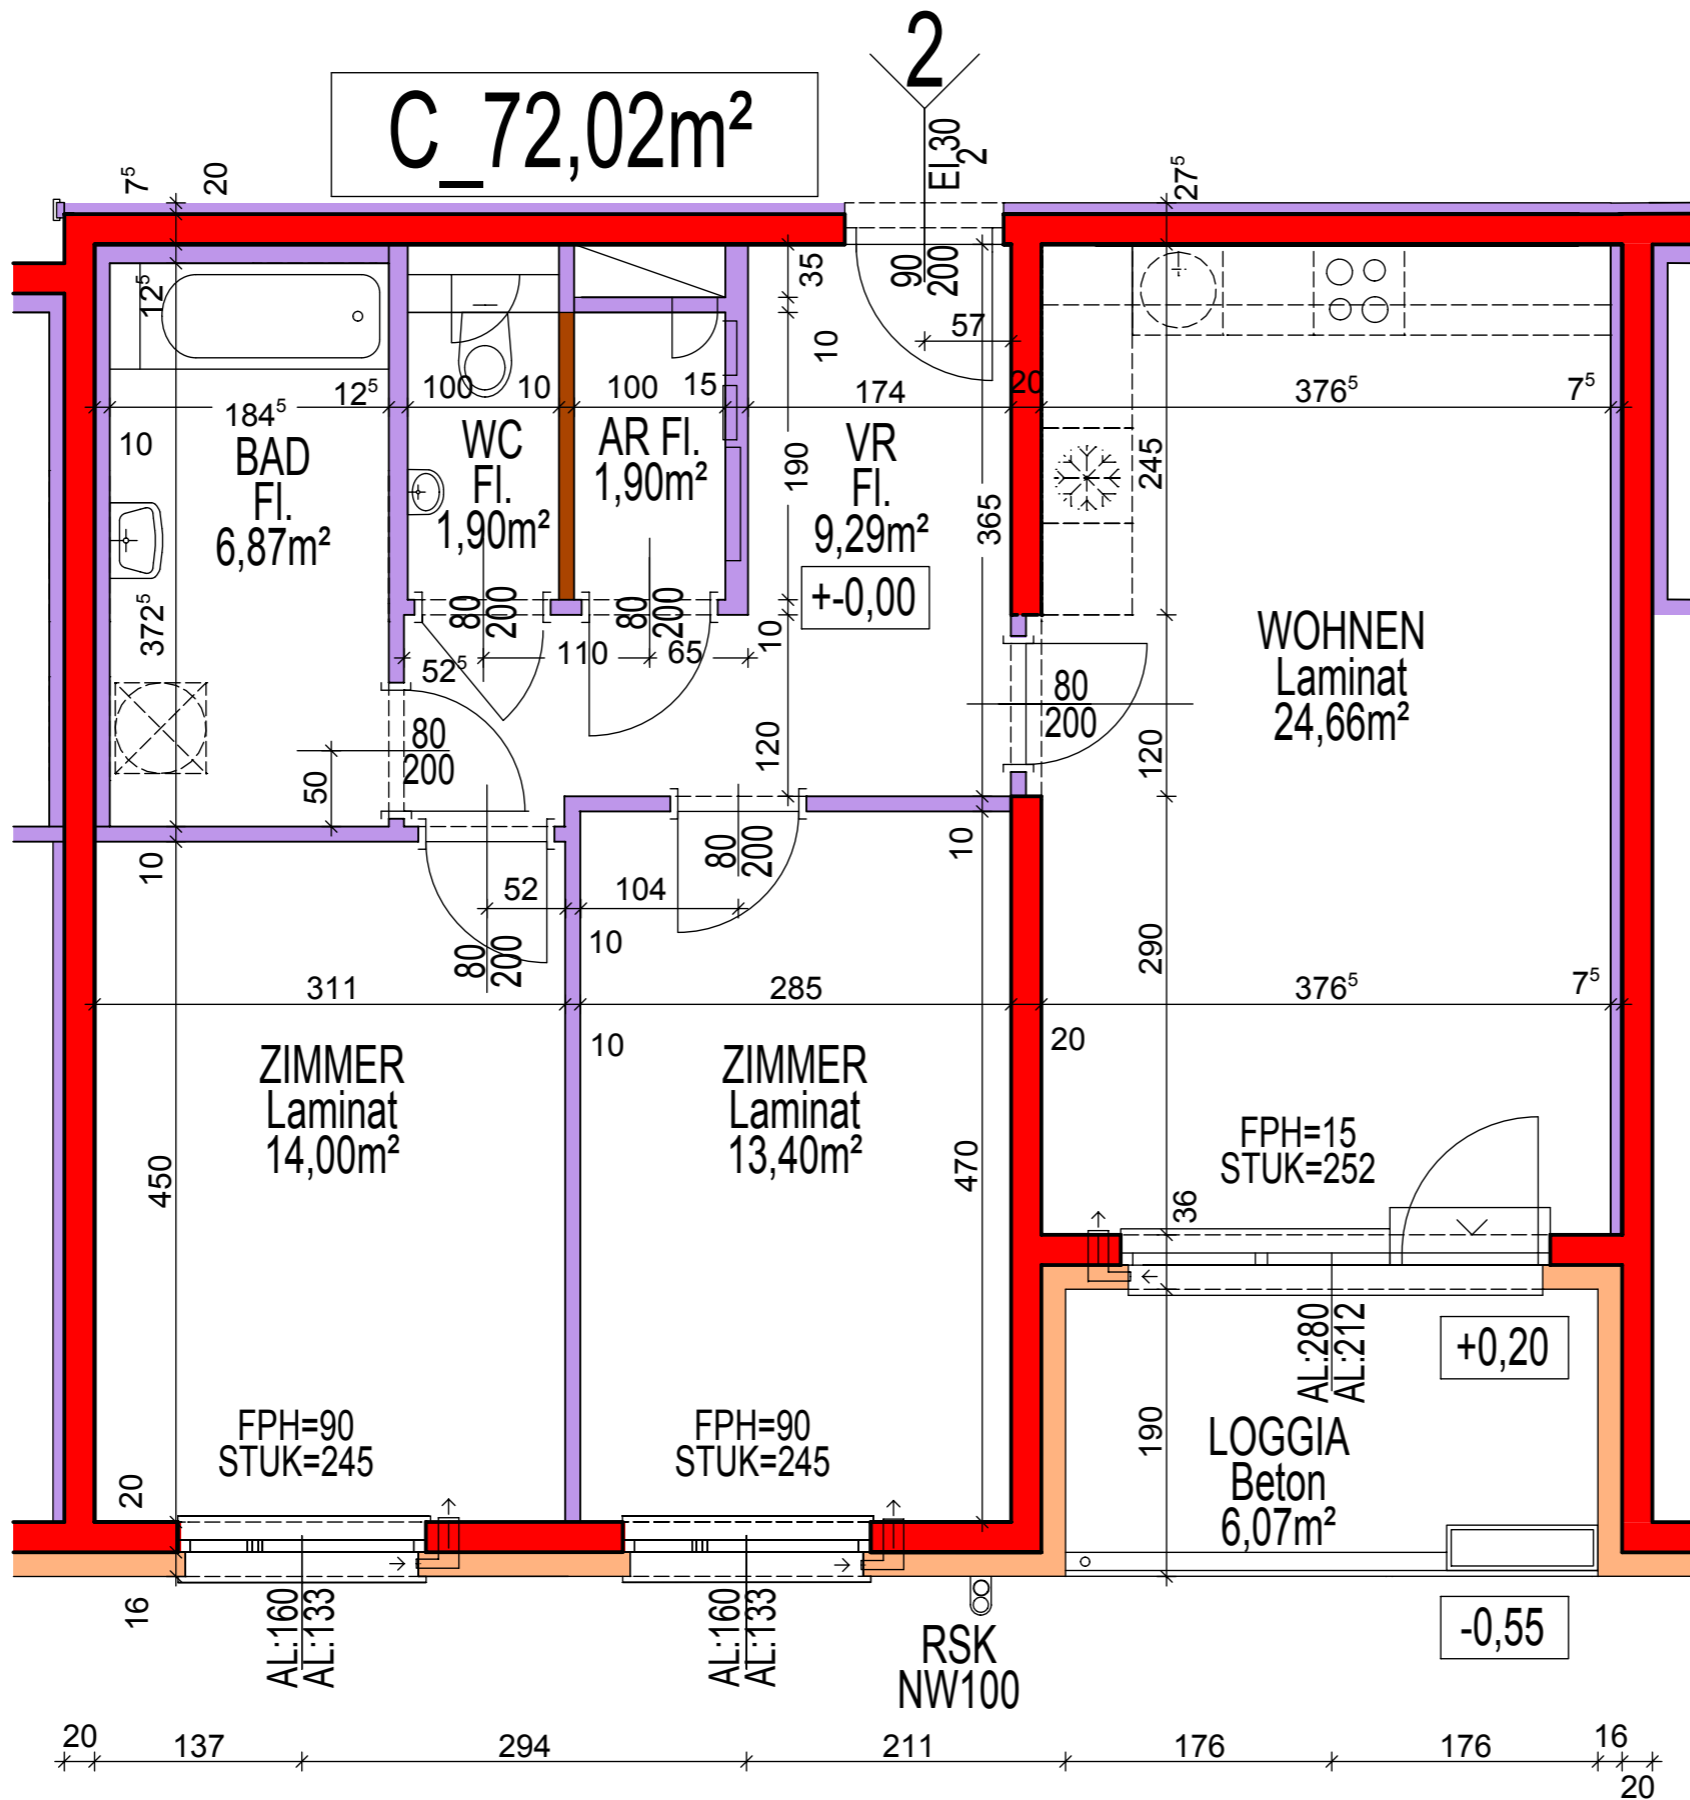 2
C_72,02m²
EI 30
2
7⁵
20
27⁵
12⁵
35
90
200
57
10
184⁵
12⁵
100
10
100
15
174
20
376⁵
7⁵
10
BAD
Fl.
6,87m²
WC
Fl.
1,90m²
AR Fl.
1,90m²
190
VR
Fl.
9,29m²
365
245
+-0,00
372⁵
80
200
80
200
10
52⁵
110
65
WOHNEN
Laminat
24,66m²
80
200
80
200
50
120
120
10
52
104
80
200
10
80
200
10
290
311
285
376⁵
7⁵
10
20
ZIMMER
Laminat
14,00m²
ZIMMER
Laminat
13,40m²
450
470
FPH=15
STUK=252
36
AL:280
AL:212
+0,20
190
LOGGIA
Beton
6,07m²
FPH=90
STUK=245
FPH=90
STUK=245
20
16
AL:160
AL:133
AL:160
AL:133
RSK
NW100
-0,55
20
137
294
211
176
176
16
20